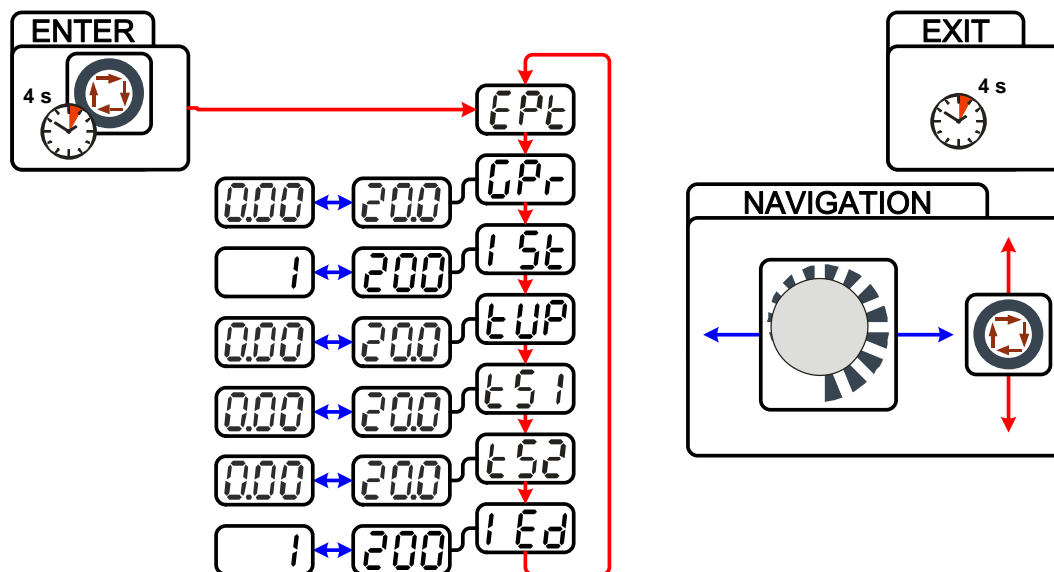 ENTER
4 s
EXIT
4 s
EPt
GPr
0.00 20.0
ISt
1 200
tUP
0.00 20.0
tS1
0.00 20.0
tS2
0.00 20.0
IEd
1 200
NAVIGATION